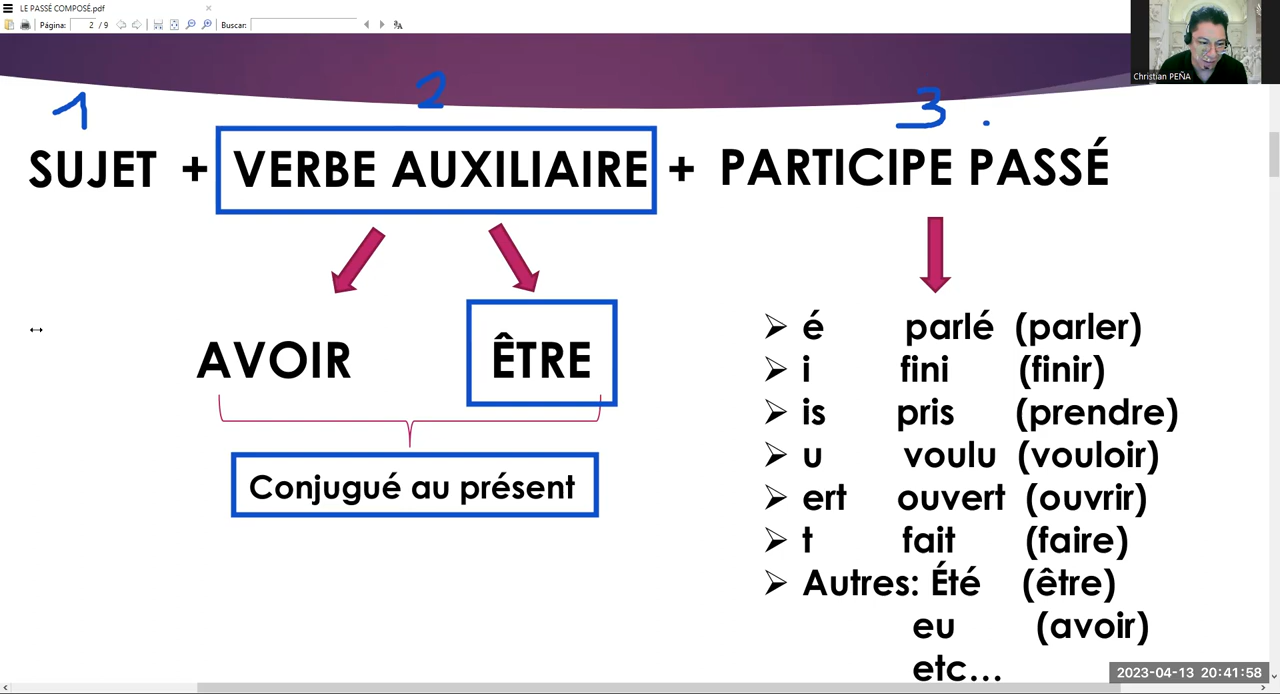 LE PASSÉ COMPOSÉ.pdf
Página: 2 / 9 Buscar:
Christian PEÑA
1 2 3.
SUJET + VERBE AUXILIAIRE + PARTICIPE PASSÉ
AVOIR ÊTRE
Conjugué au présent
é parlé (parler)
i fini (finir)
is pris (prendre)
u voulu (vouloir)
ert ouvert (ouvrir)
t fait (faire)
Autres: Été (être)
eu (avoir)
etc...
2023-04-13 20:41:58